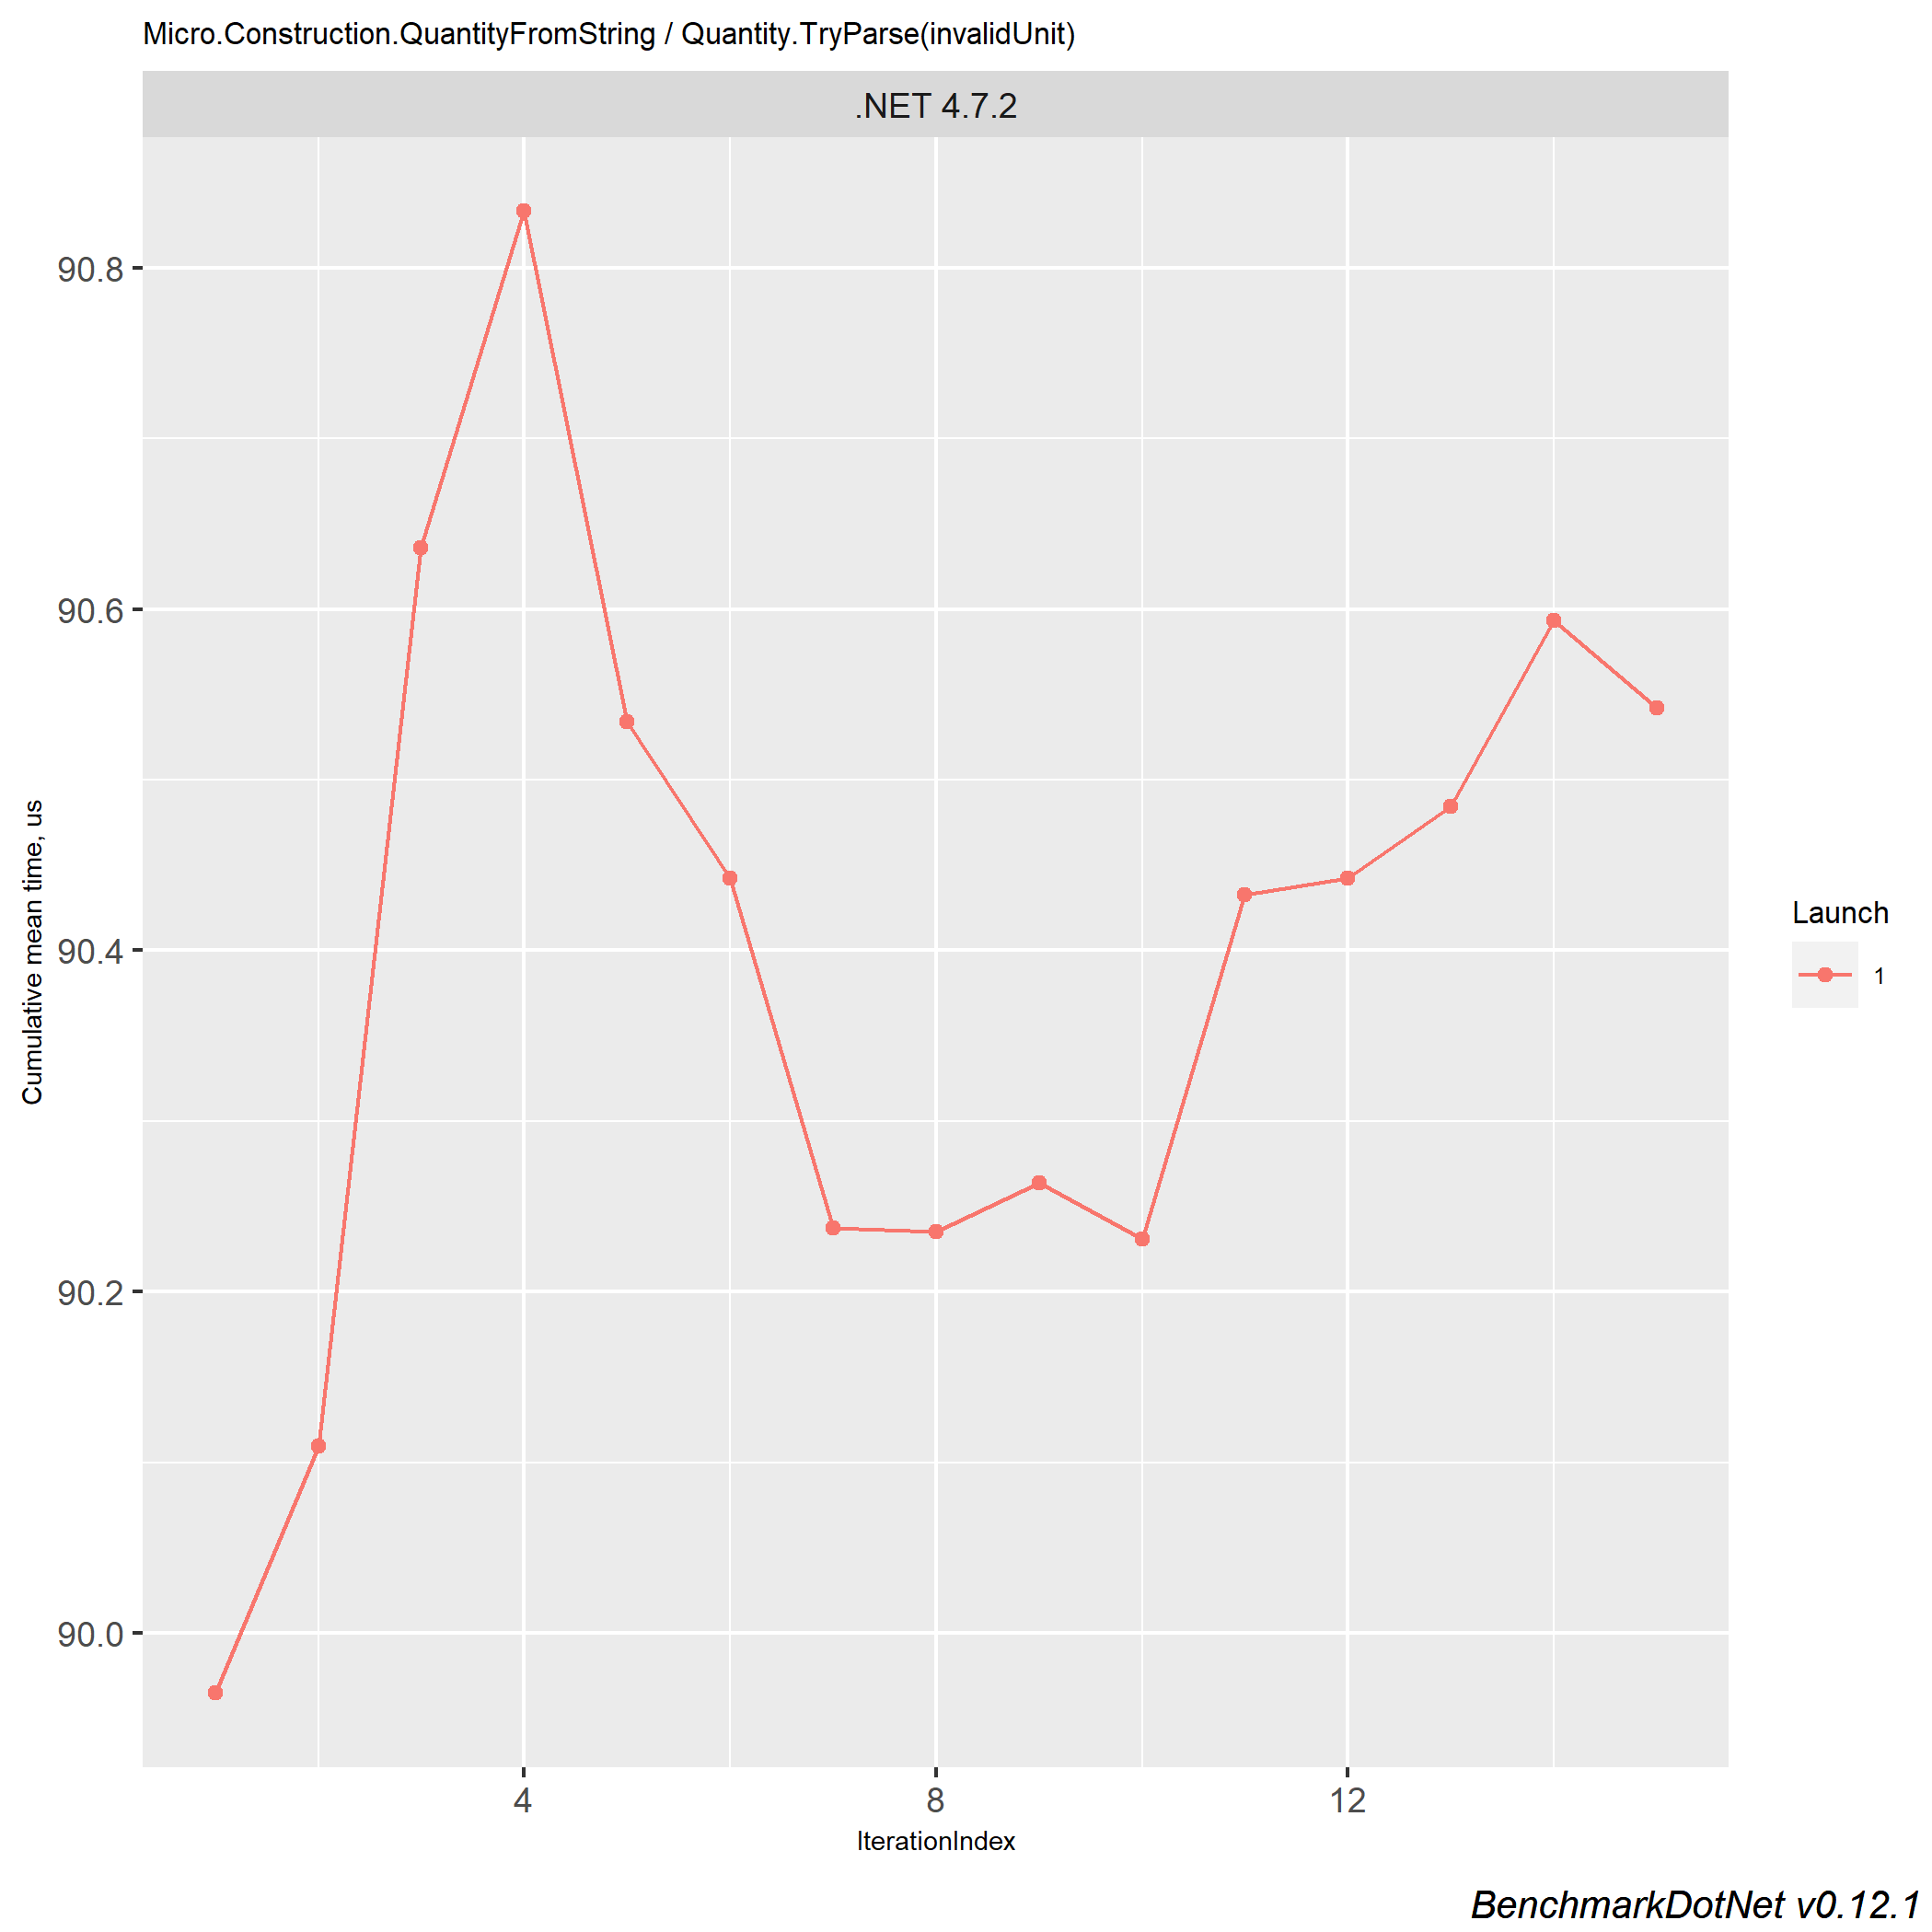 Micro.Construction.QuantityFromString / Quantity.TryParse(invalidUnit)
.NET 4.7.2
90.8
90.6
90.4
90.2
90.0
Cumulative mean time, us
4
8
12
IterationIndex
Launch
1
BenchmarkDotNet v0.12.1